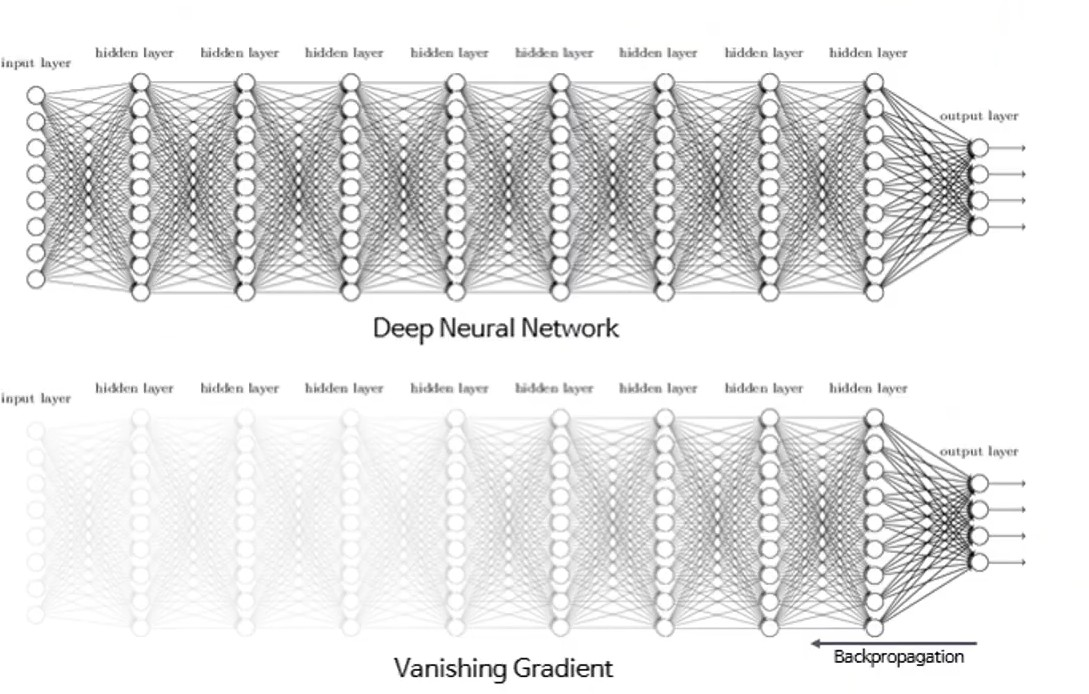 hidden layer hidden layer hidden layer hidden layer hidden layer hidden layer hidden layer hidden layer
input layer
output layer
Deep Neural Network
hidden layer hidden layer hidden layer hidden layer hidden layer hidden layer hidden layer hidden layer
input layer
output layer
Backpropagation
Vanishing Gradient